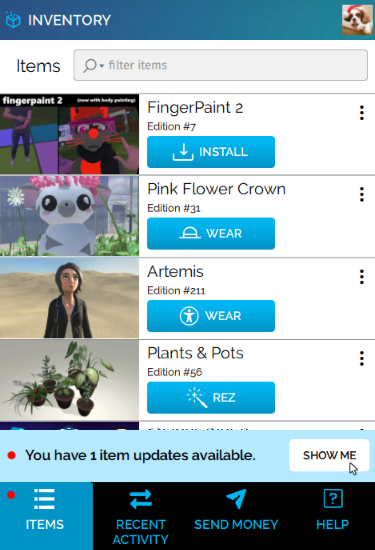 INVENTORY
Items
filter items
fingerpaint 2 (now with body painting)
FingerPaint 2
Edition #7
INSTALL
Pink Flower Crown
Edition #31
WEAR
Artemis
Edition #211
WEAR
Plants & Pots
Edition #56
REZ
You have 1 item updates available.
SHOW ME
ITEMS
RECENT
ACTIVITY
SEND MONEY
HELP